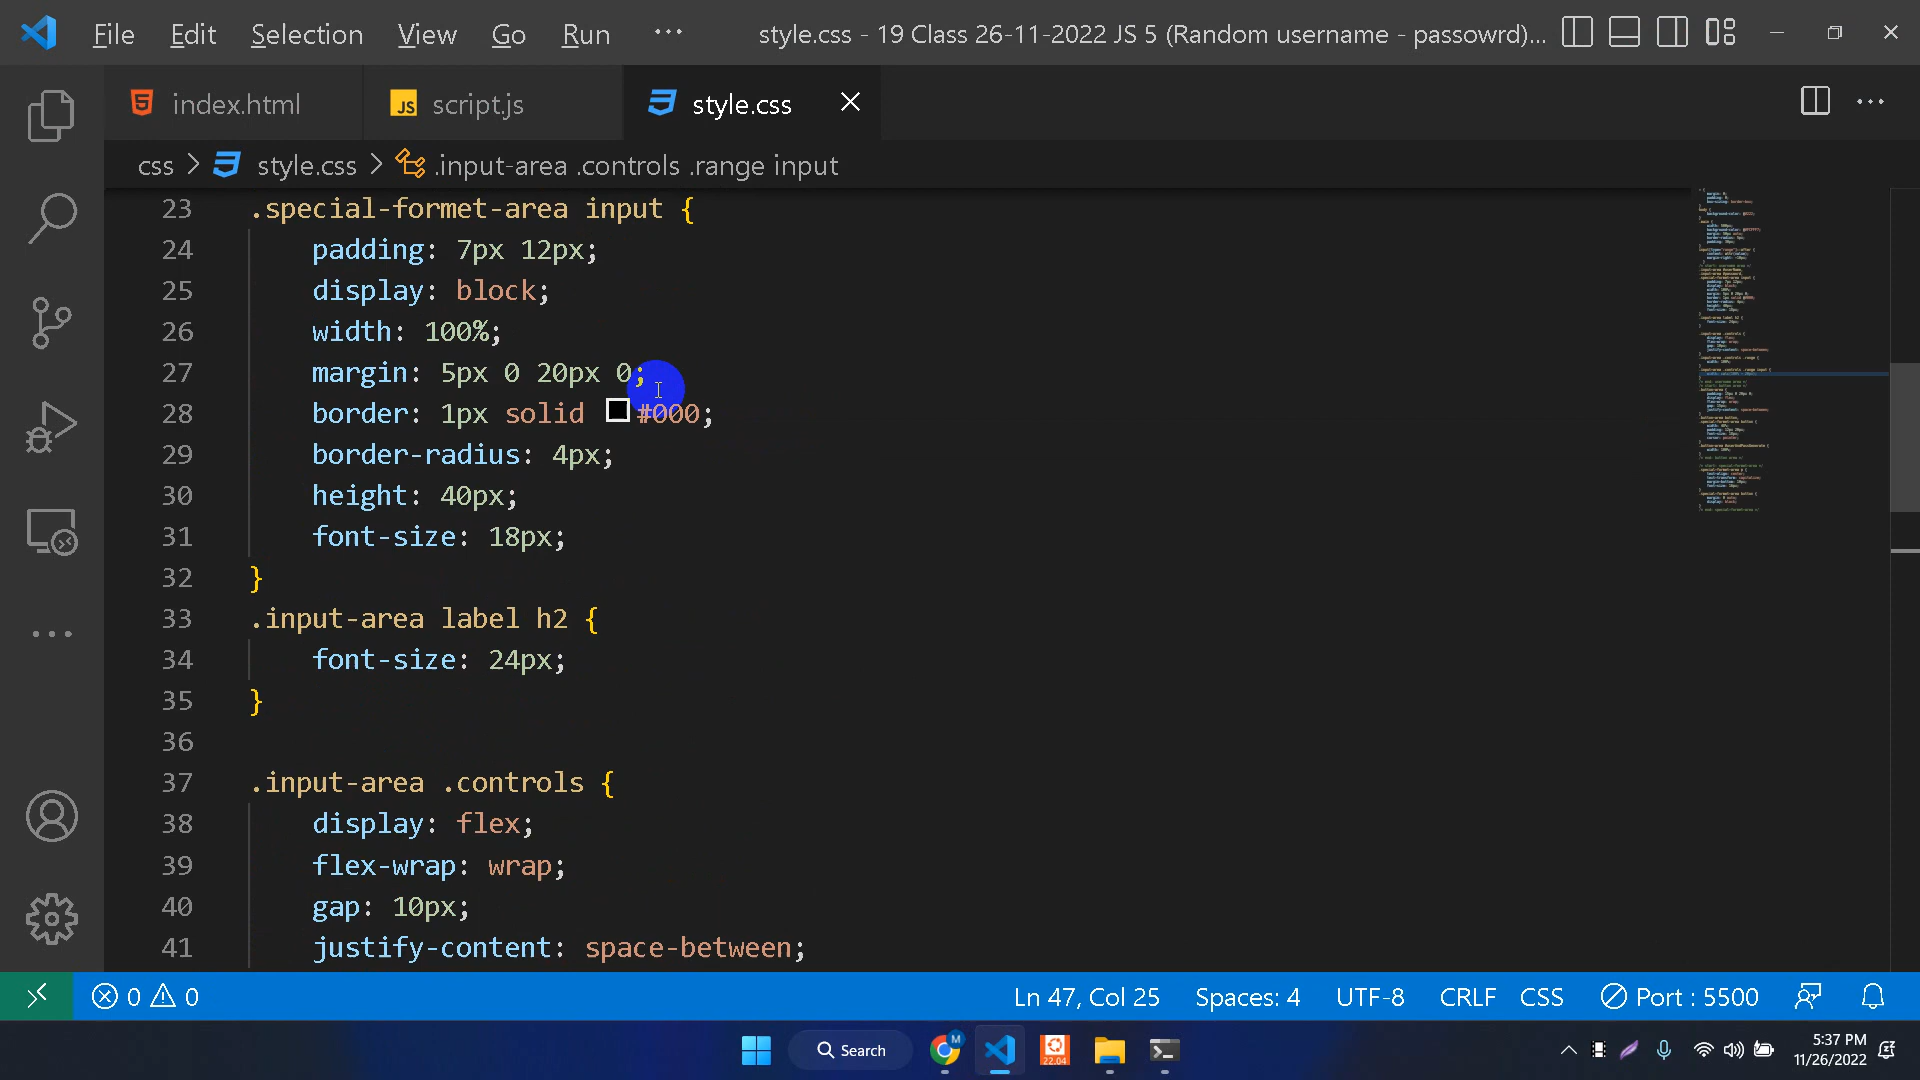 File Edit Selection View Go Run ··· style.css - 19 Class 26-11-2022 JS 5 (Random username - passowrd)...
index.html script.js style.css
css > style.css > .input-area .controls .range input
23 .special-formet-area input {
24 padding: 7px 12px;
25 display: block;
26 width: 100%;
27 margin: 5px 0 20px 0;
28 border: 1px solid #000;
29 border-radius: 4px;
30 height: 40px;
31 font-size: 18px;
32 }
33 .input-area label h2 {
34 font-size: 24px;
35 }
36
37 .input-area .controls {
38 display: flex;
39 flex-wrap: wrap;
40 gap: 10px;
41 justify-content: space-between;
0 0 Ln 47, Col 25 Spaces: 4 UTF-8 CRLF CSS Port : 5500
Search
M
22.04
5:37 PM
11/26/2022